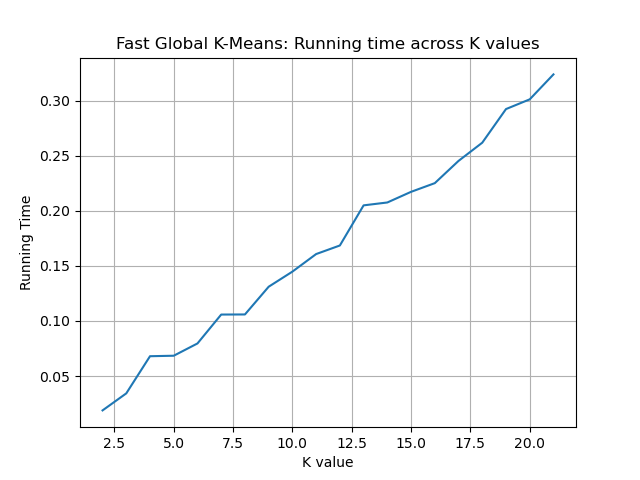 Fast Global K-Means: Running time across K values
Running Time
0.30
0.25
0.20
0.15
0.10
0.05
2.5 5.0 7.5 10.0 12.5 15.0 17.5 20.0
K value